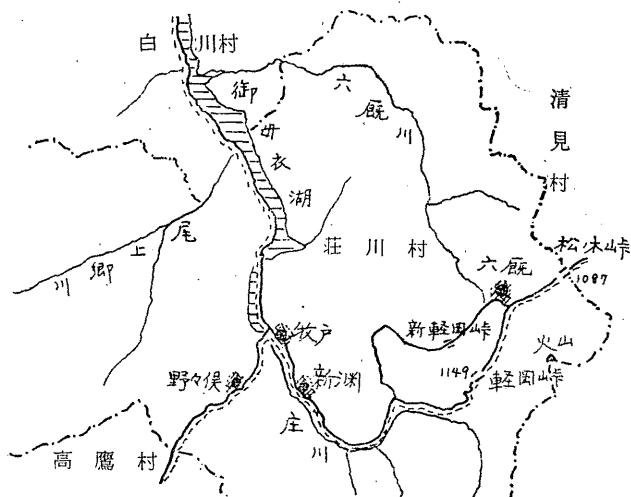 白川村
御母衣湖
六厩川
清見村
尾上郷川
荘川村
松ノ木峠
1087
六厩
新軽岡峠
牧戸
火山
1149
軽岡峠
野々俣
新渕
庄川
高鷹村